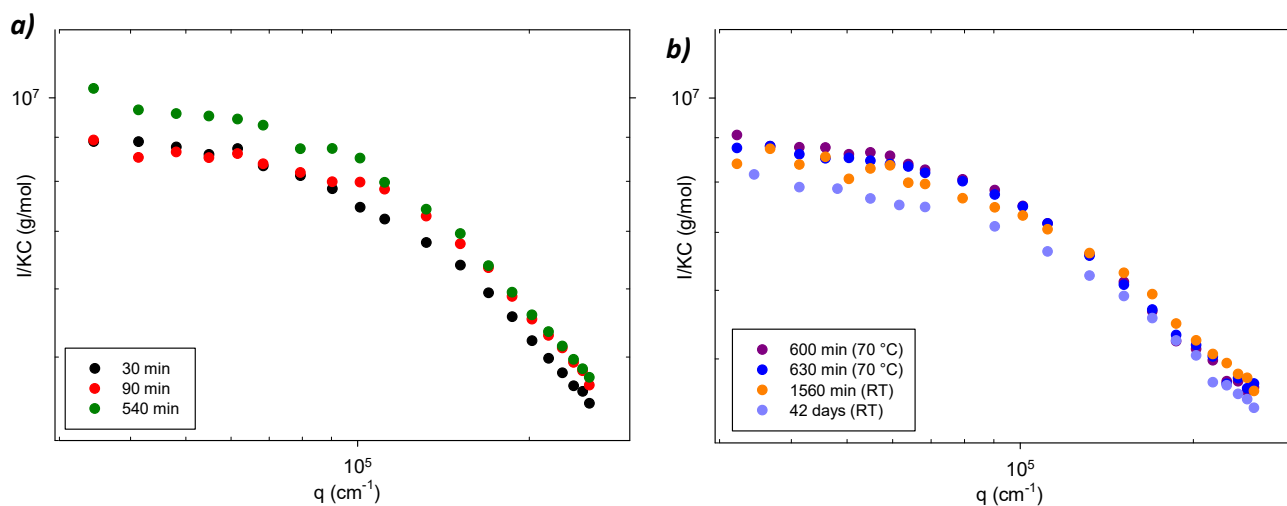 a)
I/KC (g/mol)
10⁷
30 min
90 min
540 min
10⁵
q (cm⁻¹)
b)
I/KC (g/mol)
10⁷
600 min (70 °C)
630 min (70 °C)
1560 min (RT)
42 days (RT)
10⁵
q (cm⁻¹)